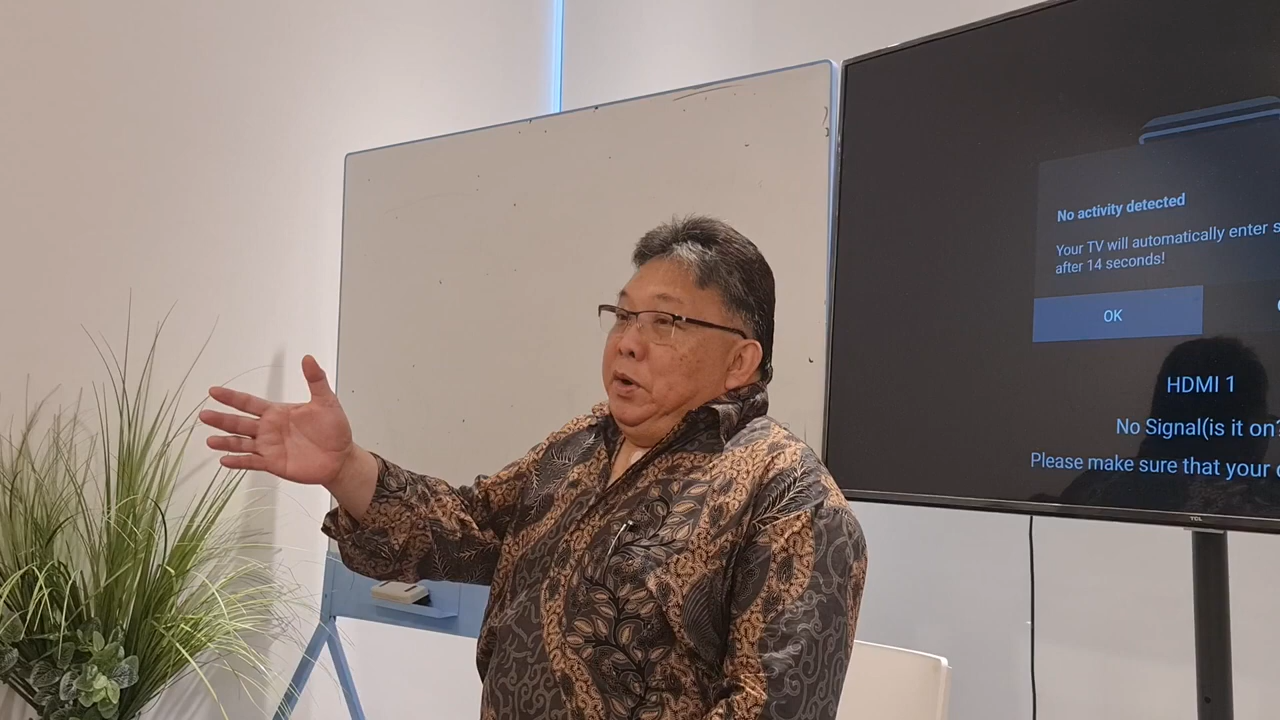 No activity detected
Your TV will automatically enter s
after 14 seconds!
OK
HDMI 1
No Signal(is it on?
Please make sure that your
TCL